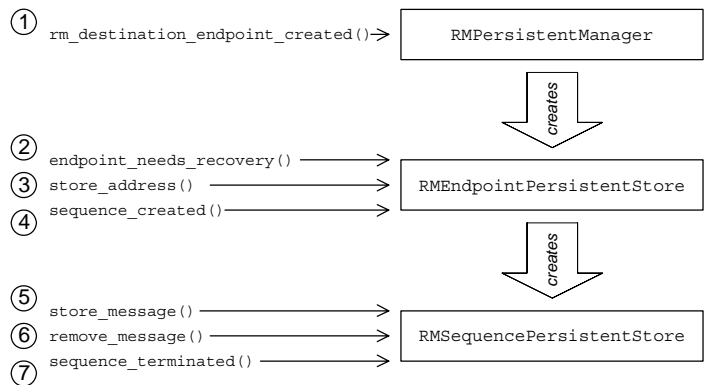 1
rm_destination_endpoint_created()
RMPersistentManager
creates
2
endpoint_needs_recovery()
3
store_address()
RMEndpointPersistentStore
4
sequence_created()
creates
5
store_message()
6
remove_message()
RMSequencePersistentStore
7
sequence_terminated()